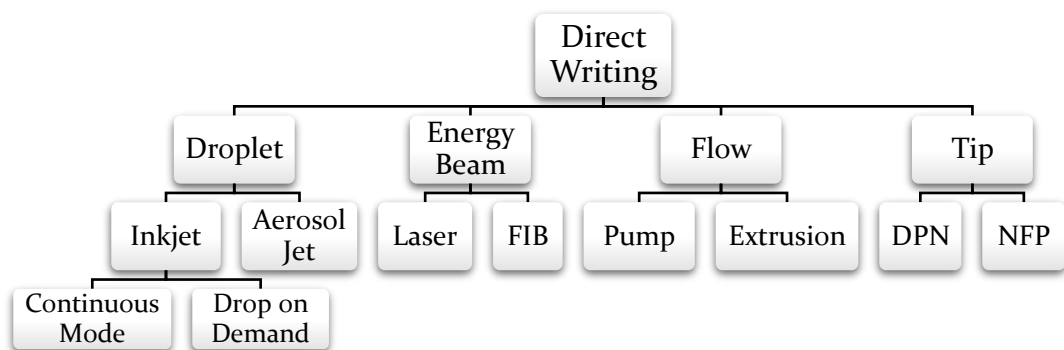 Direct
Writing
Droplet
Energy
Beam
Flow
Tip
Inkjet
Aerosol
Jet
Laser
FIB
Pump
Extrusion
DPN
NFP
Continuous
Mode
Drop on
Demand